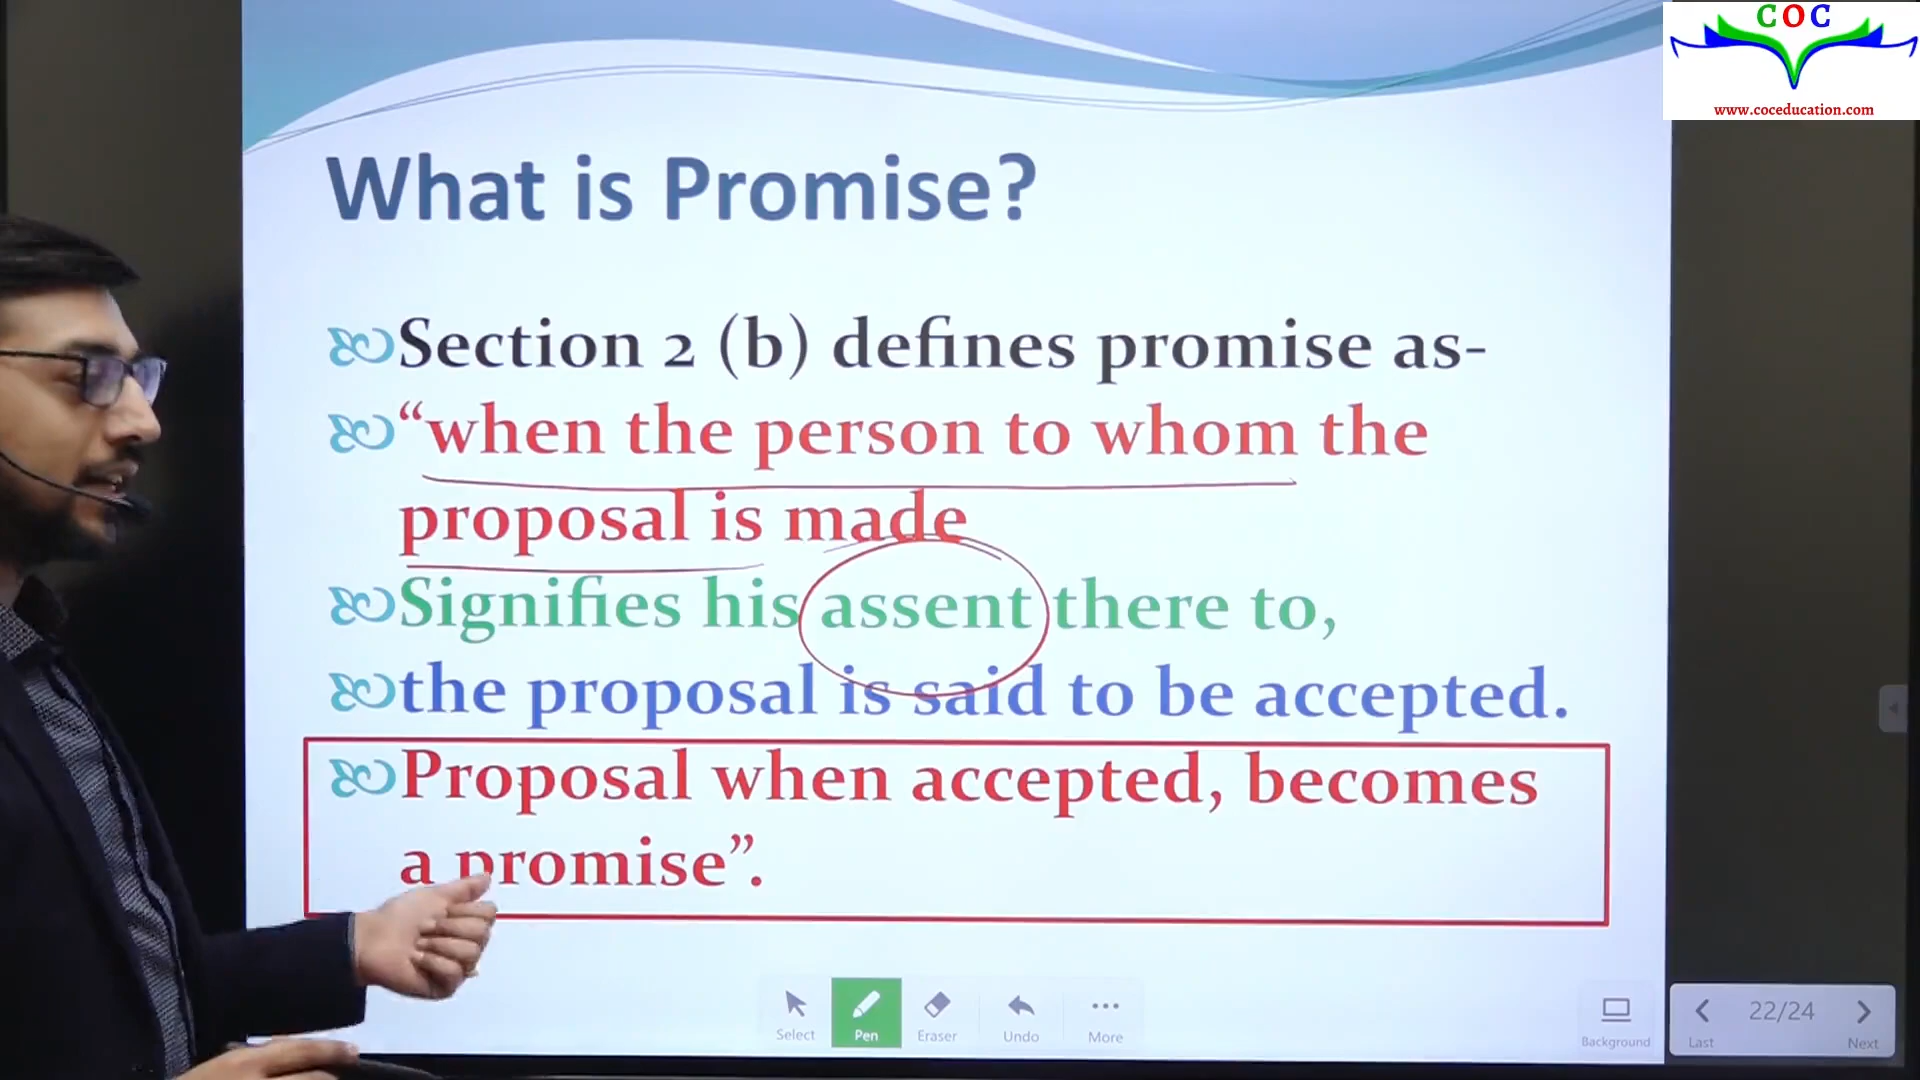 COC
www.coceducation.com
What is Promise?
Section 2 (b) defines promise as-
“when the person to whom the
proposal is made
Signifies his assent there to,
the proposal is said to be accepted.
Proposal when accepted, becomes
a promise”.
Select
Pen
Eraser
Undo
More
Background
22/24
Last
Next